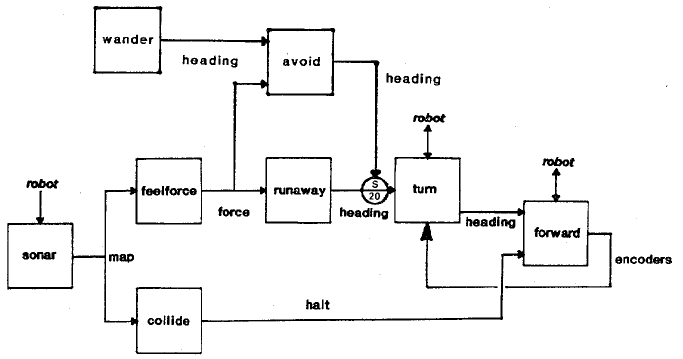 wander
heading
avoid
heading
robot
robot
robot
feelforce
force
runaway
S
20
heading
turn
heading
forward
sonar
map
encoders
collide
halt